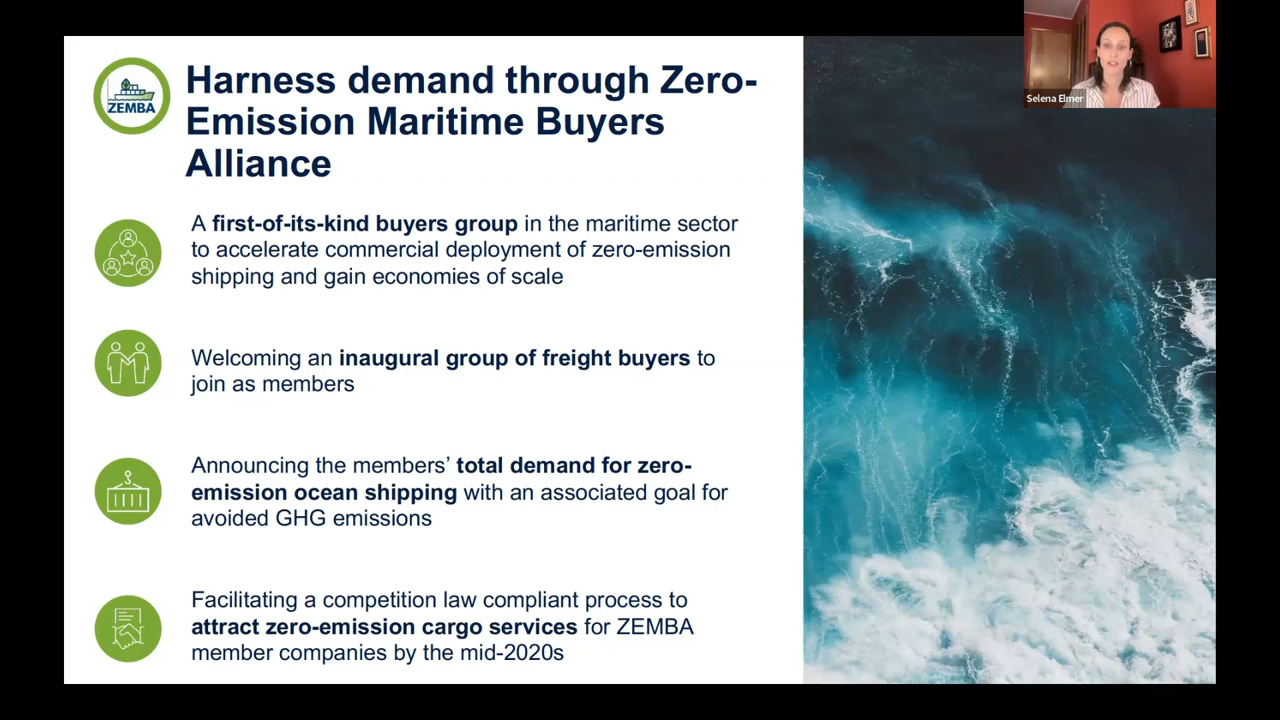 ZEMBA
Harness demand through Zero-
Emission Maritime Buyers
Alliance
A first-of-its-kind buyers group in the maritime sector
to accelerate commercial deployment of zero-emission
shipping and gain economies of scale
Welcoming an inaugural group of freight buyers to
join as members
Announcing the members’ total demand for zero-
emission ocean shipping with an associated goal for
avoided GHG emissions
Facilitating a competition law compliant process to
attract zero-emission cargo services for ZEMBA
member companies by the mid-2020s
Selena Elmer